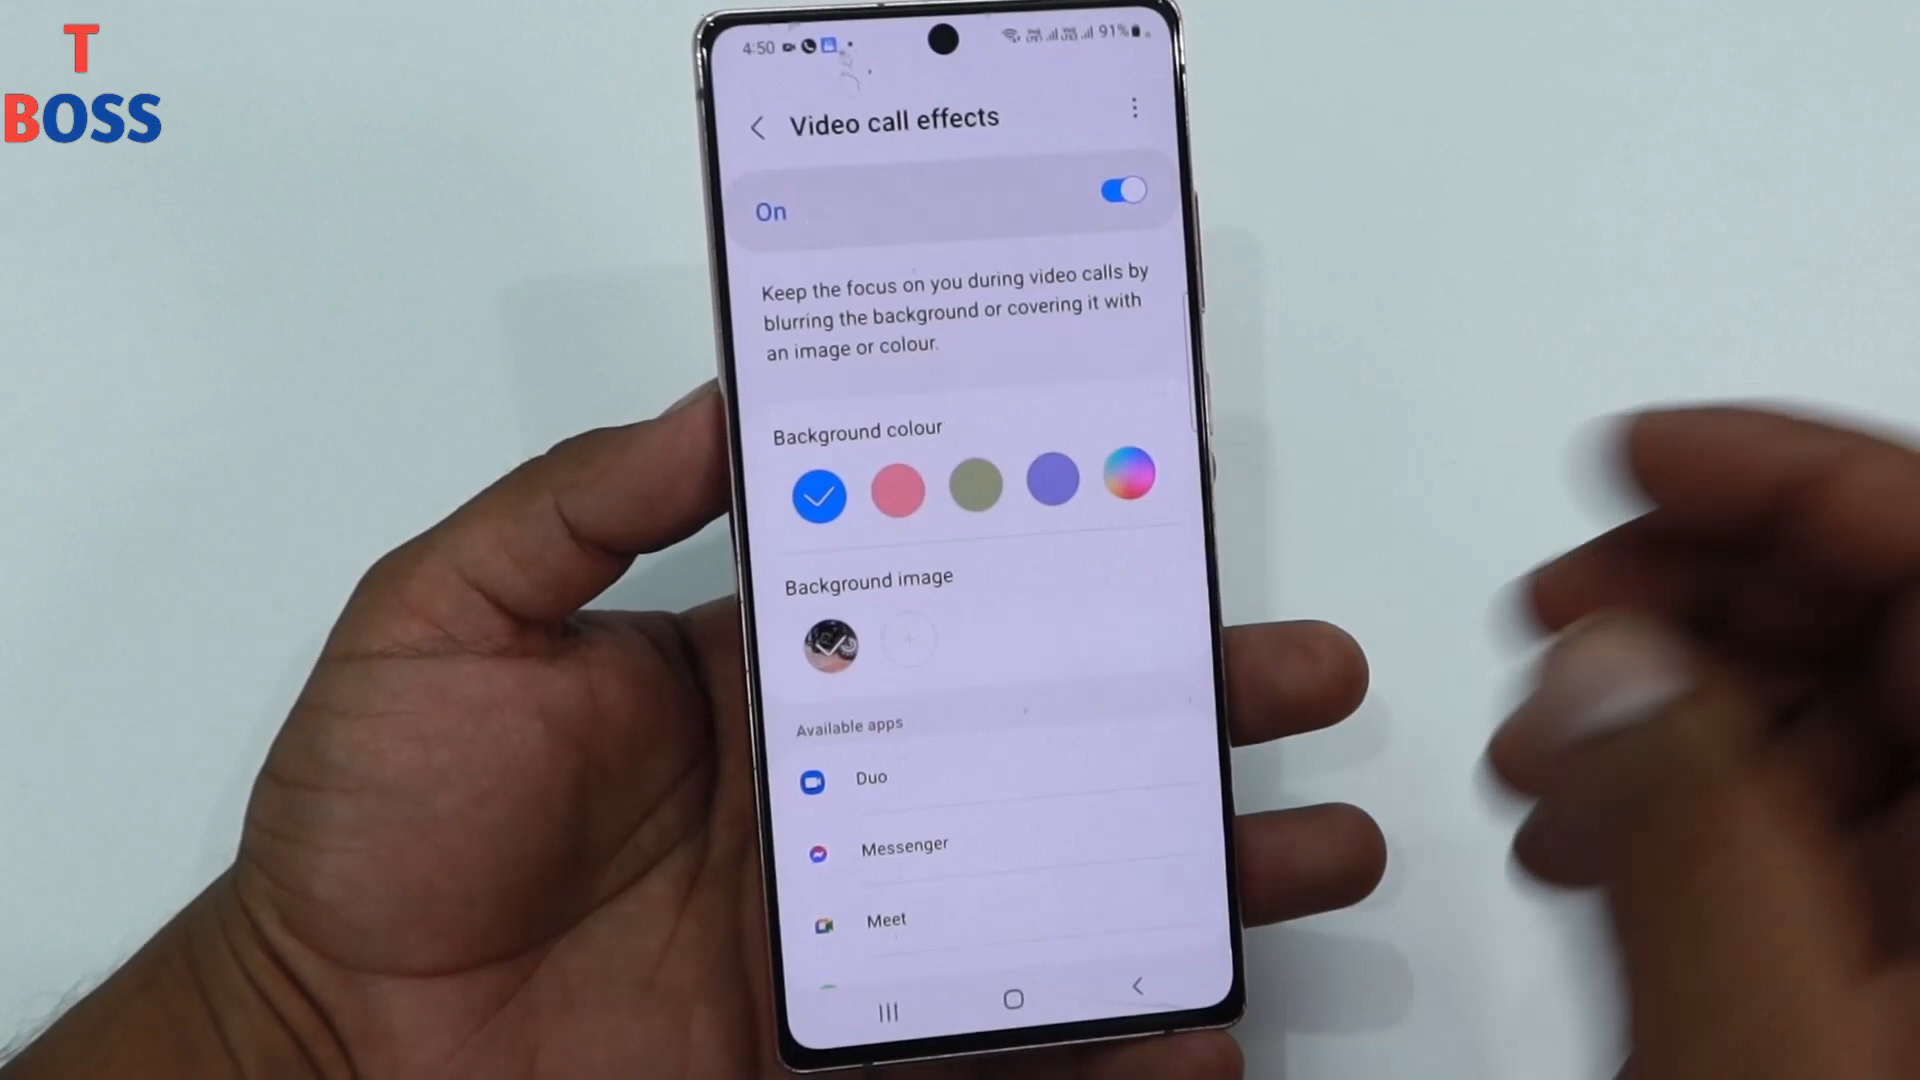 T
BOSS
4:50
91%
Video call effects
On
Keep the focus on you during video calls by
blurring the background or covering it with
an image or colour.
Background colour
Background image
Available apps
Duo
Messenger
Meet